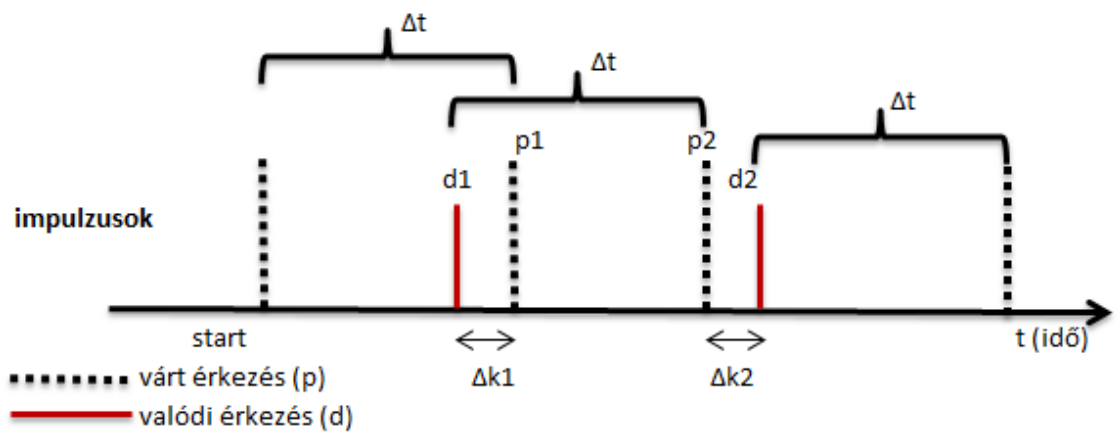 Δt
Δt
Δt
p1
p2
d1
d2
impulzusok
start
t (idő)
Δk1
Δk2
várt érkezés (p)
valódi érkezés (d)